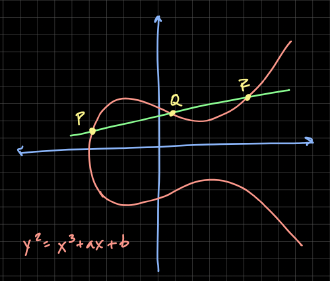 P
Q
R
y² = x³+ax+b